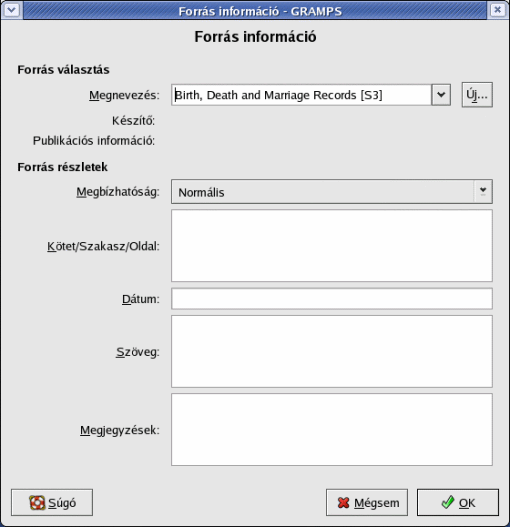 Forrás információ - GRAMPS
Forrás információ
Forrás választás
Megnevezés: Birth, Death and Marriage Records [S3] Új...
Készítő:
Publikációs információ:
Forrás részletek
Megbízhatóság: Normális
Kötet/Szakasz/Oldal:
Dátum:
Szöveg:
Megjegyzések:
Súgó Mégsem OK